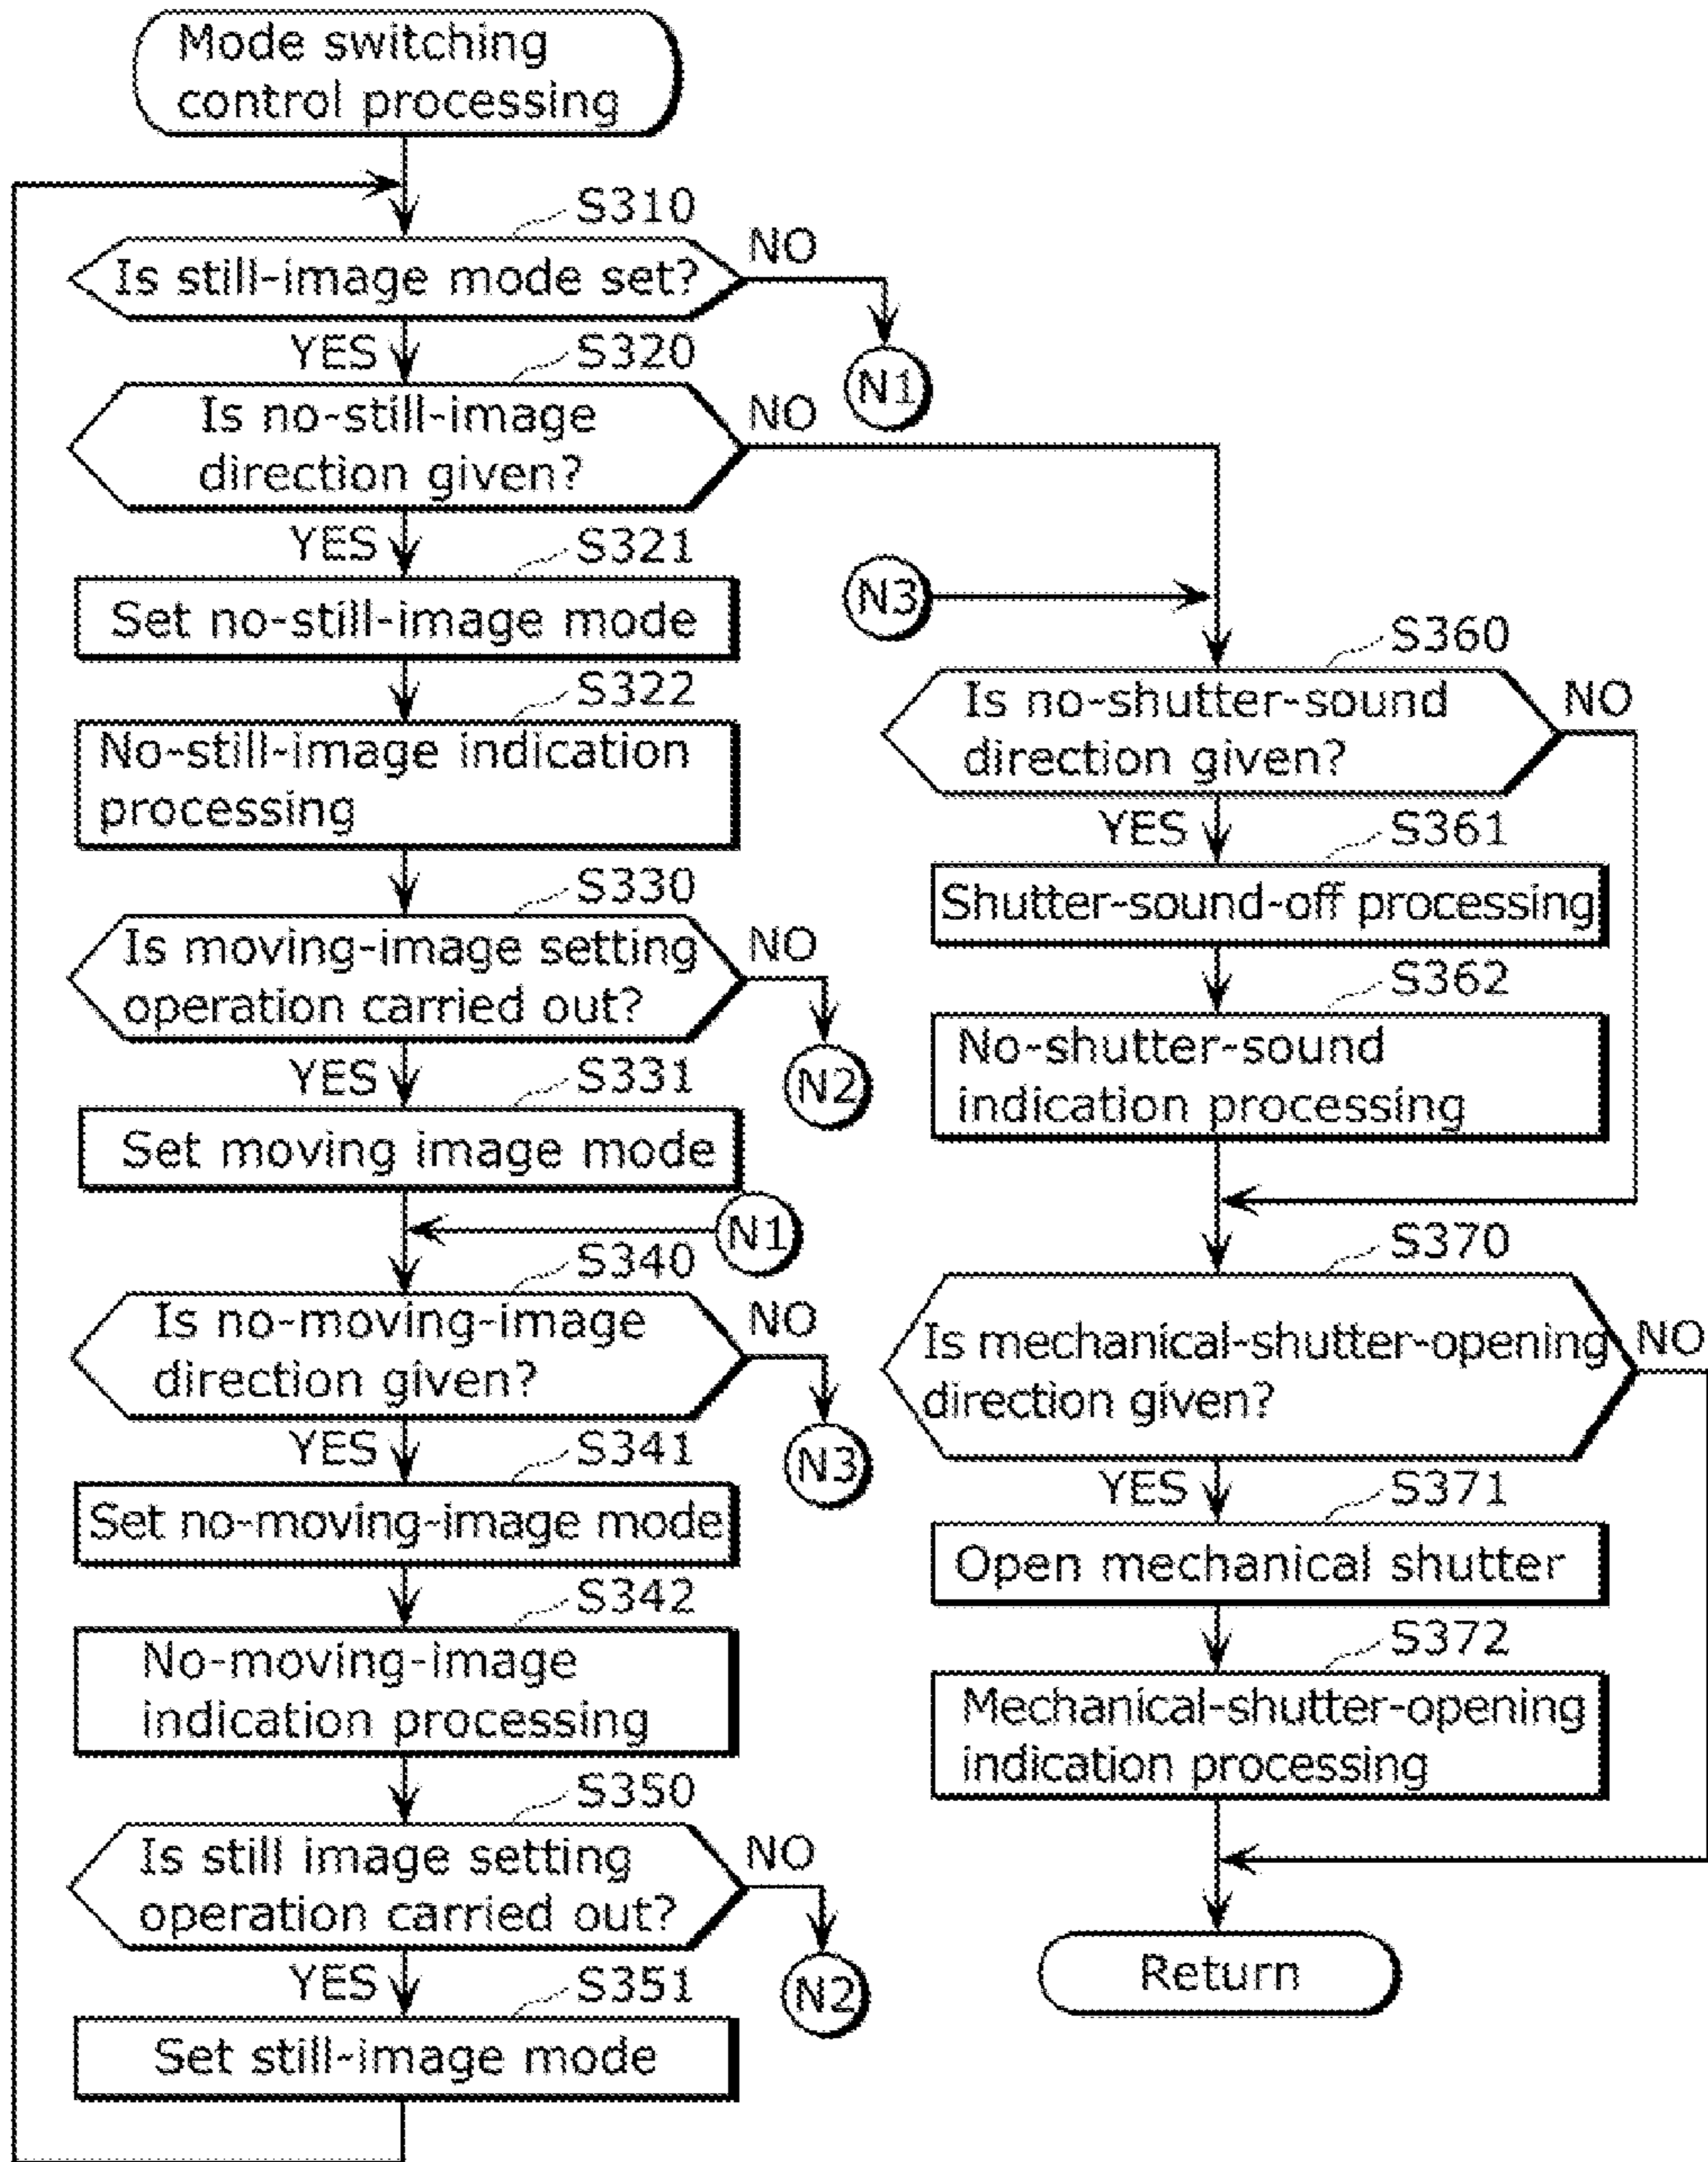 Mode switching
control processing
S310
Is still-image mode set?
NO
N1
YES
S320
Is no-still-image
direction given?
NO
YES
S321
Set no-still-image mode
S322
No-still-image indication
processing
S330
Is moving-image setting
operation carried out?
NO
N2
YES
S331
Set moving image mode
N1
S340
Is no-moving-image
direction given?
NO
N3
YES
S341
Set no-moving-image mode
S342
No-moving-image
indication processing
S350
Is still image setting
operation carried out?
NO
N2
YES
S351
Set still-image mode
N3
S360
Is no-shutter-sound
direction given?
NO
YES
S361
Shutter-sound-off processing
S362
No-shutter-sound
indication processing
S370
Is mechanical-shutter-opening
direction given?
NO
YES
S371
Open mechanical shutter
S372
Mechanical-shutter-opening
indication processing
Return